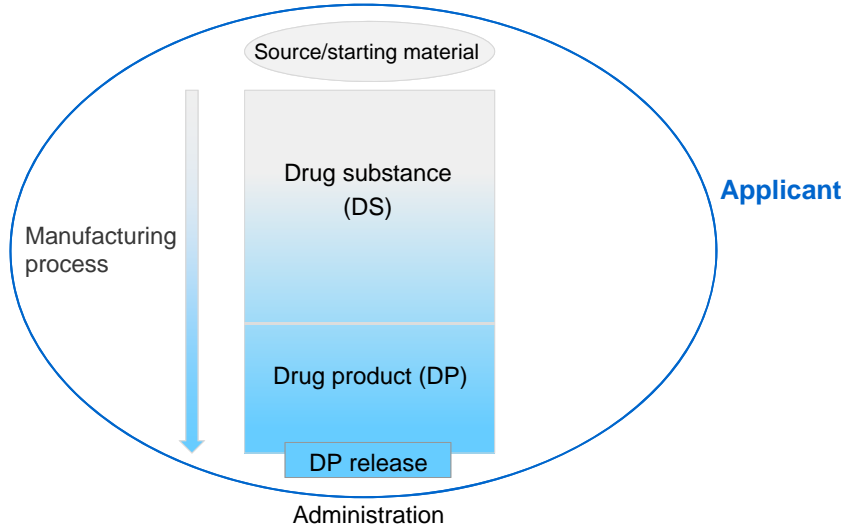 Source/starting material
Drug substance
(DS)
Applicant
Manufacturing
process
Drug product (DP)
DP release
Administration